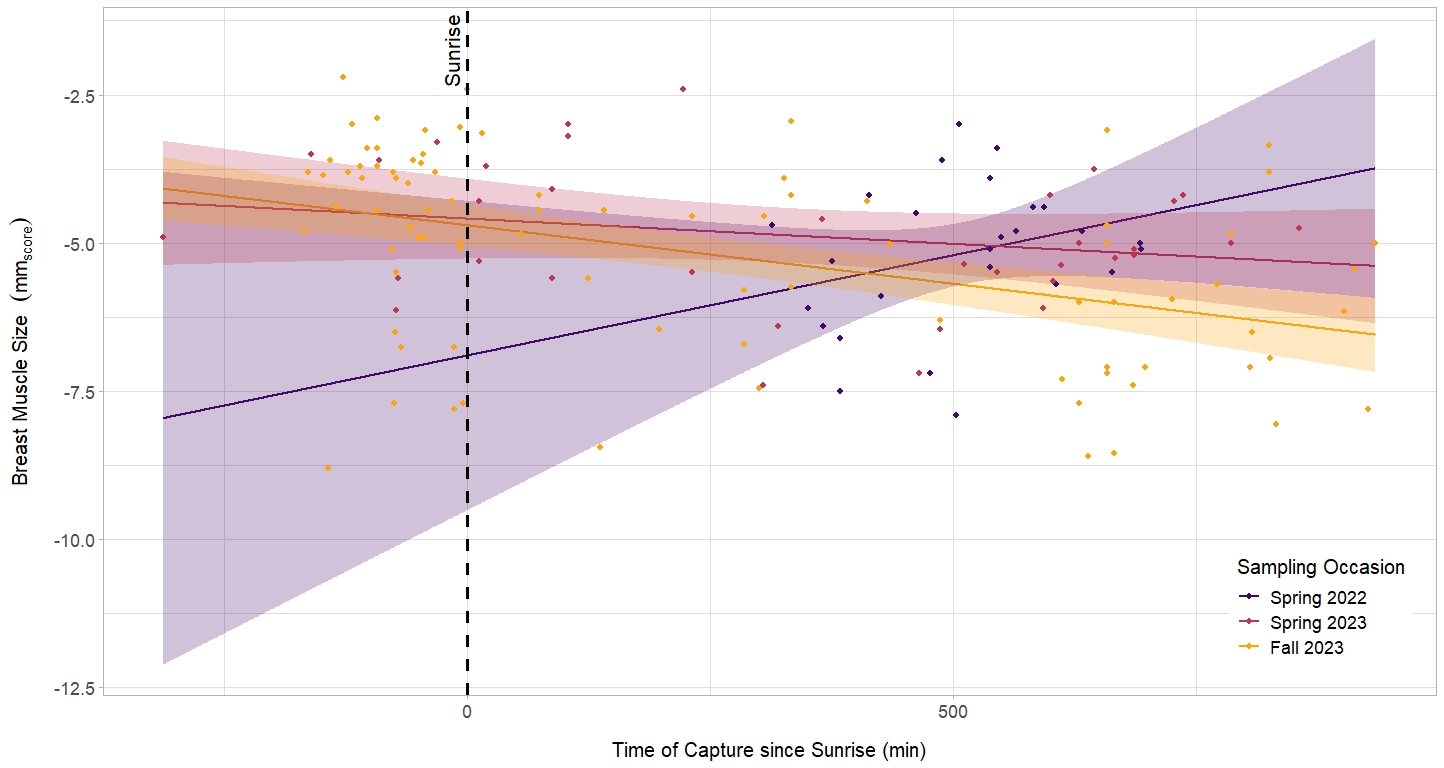 Sunrise
-2.5
-5.0
-7.5
-10.0
-12.5
Breast Muscle Size (mm_score)
0
500
Time of Capture since Sunrise (min)
Sampling Occasion
Spring 2022
Spring 2023
Fall 2023